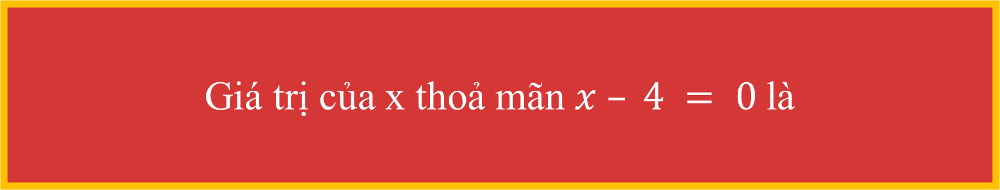 Giá trị của x thoả mãn x – 4 = 0 là